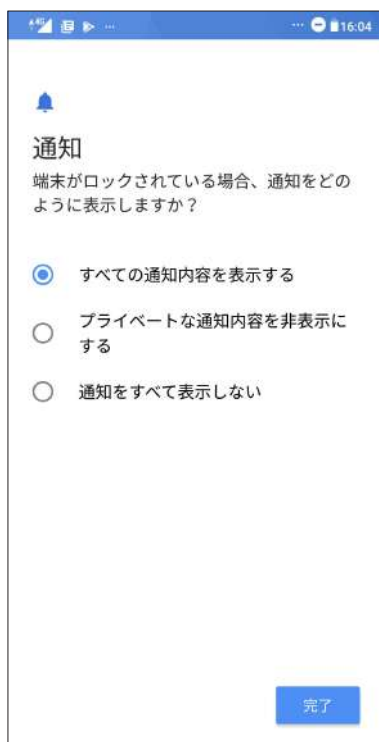 4G
16:04
通知
端末がロックされている場合、通知をどの
ように表示しますか？
すべての通知内容を表示する
プライベートな通知内容を非表示に
する
通知をすべて表示しない
完了